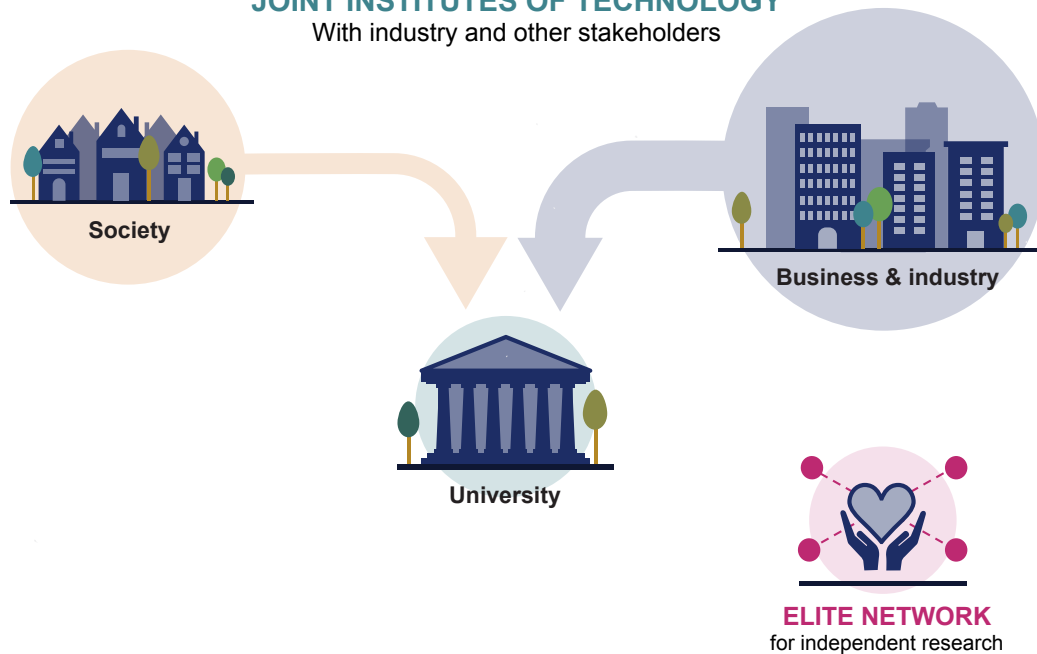 JOINT INSTITUTES OF TECHNOLOGY
With industry and other stakeholders
Society
Business & industry
University
ELITE NETWORK
for independent research